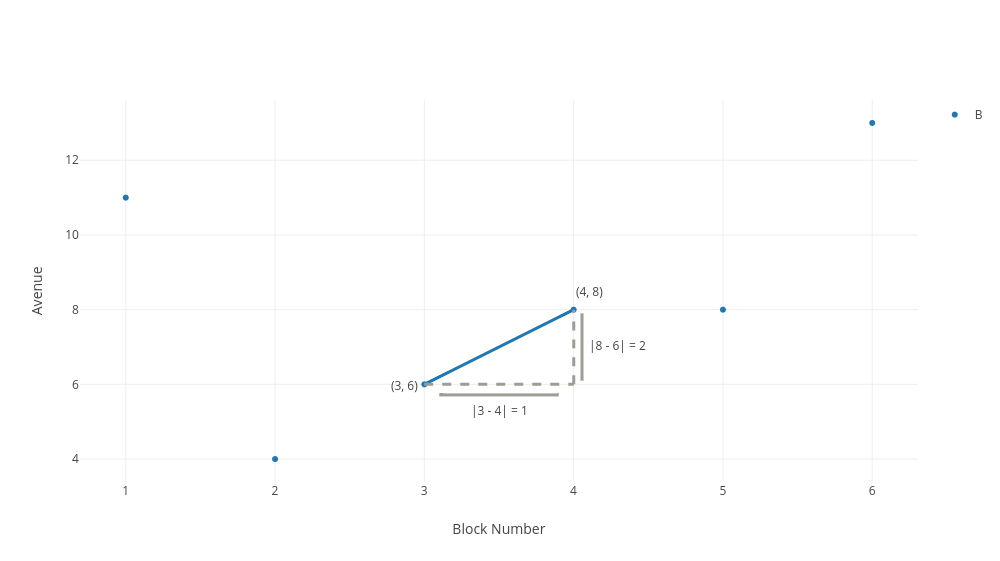 B
12
10
8
6
4
Avenue
(4, 8)
|8 - 6| = 2
(3, 6)
|3 - 4| = 1
1
2
3
4
5
6
Block Number